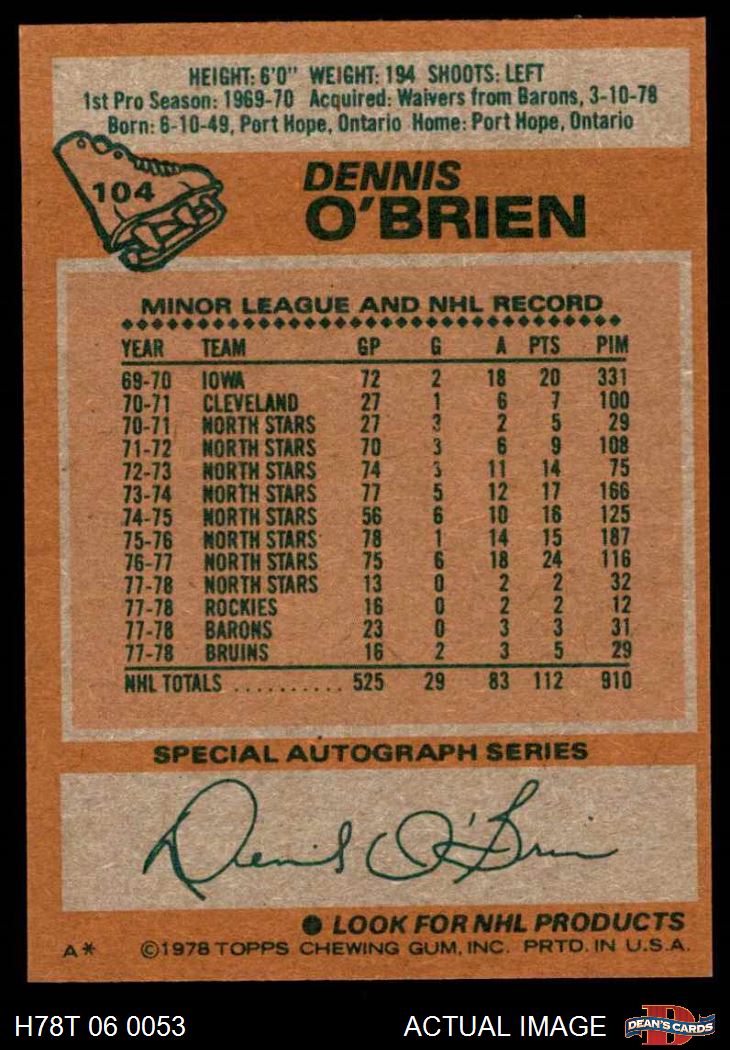 HEIGHT: 6'0" WEIGHT: 194 SHOOTS: LEFT
1st Pro Season: 1969-70 Acquired: Waivers from Barons, 3-10-78
Born: 6-10-49, Port Hope, Ontario Home: Port Hope, Ontario
104
DENNIS
O'BRIEN
MINOR LEAGUE AND NHL RECORD
YEAR TEAM GP G A PTS PIM
69-70 IOWA 72 2 18 20 331
70-71 CLEVELAND 27 1 6 7 100
70-71 NORTH STARS 27 3 2 5 29
71-72 NORTH STARS 70 3 6 9 108
72-73 NORTH STARS 74 3 11 14 75
73-74 NORTH STARS 77 5 12 17 166
74-75 NORTH STARS 56 6 10 16 125
75-76 NORTH STARS 78 1 14 15 187
76-77 NORTH STARS 75 6 18 24 116
77-78 NORTH STARS 13 0 2 2 32
77-78 ROCKIES 16 0 2 2 12
77-78 BARONS 23 0 3 3 31
77-78 BRUINS 16 2 3 5 29
NHL TOTALS .......... 525 29 83 112 910
SPECIAL AUTOGRAPH SERIES
Dennis O'Brien
● LOOK FOR NHL PRODUCTS
A* ©1978 TOPPS CHEWING GUM, INC. PRTD. IN U.S.A.
H78T 06 0053 ACTUAL IMAGE D DEAN'S CARDS